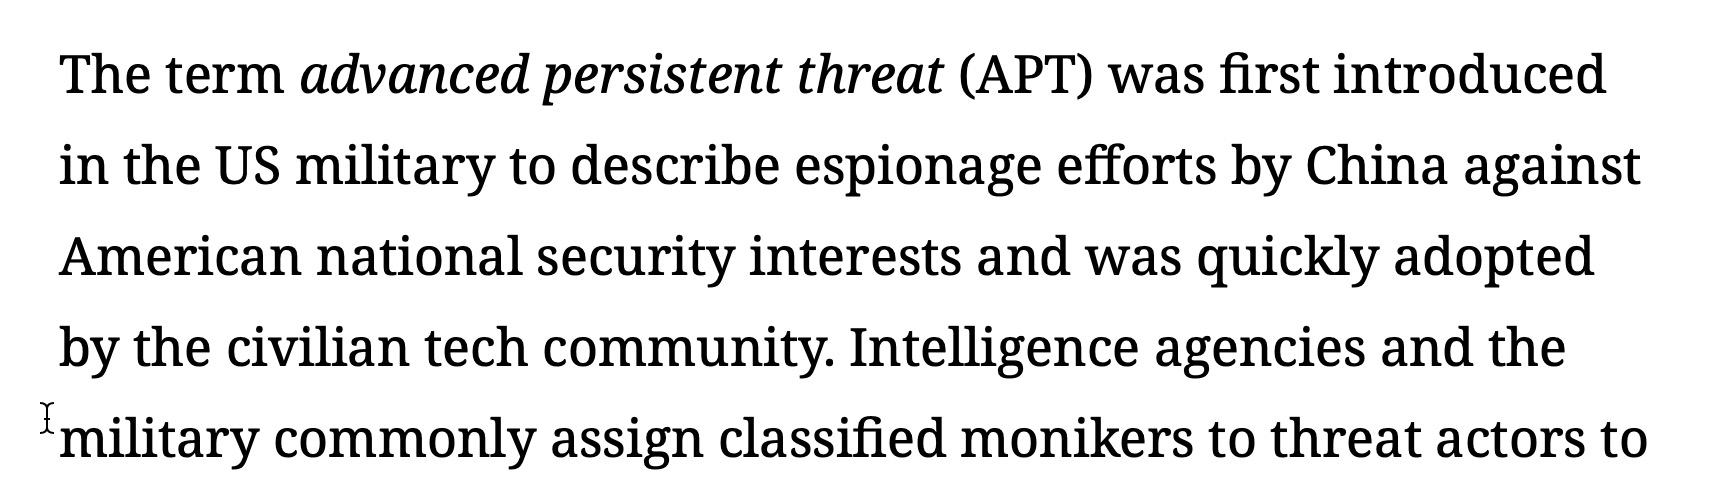 The term advanced persistent threat (APT) was first introduced
in the US military to describe espionage efforts by China against
American national security interests and was quickly adopted
by the civilian tech community. Intelligence agencies and the
military commonly assign classified monikers to threat actors to